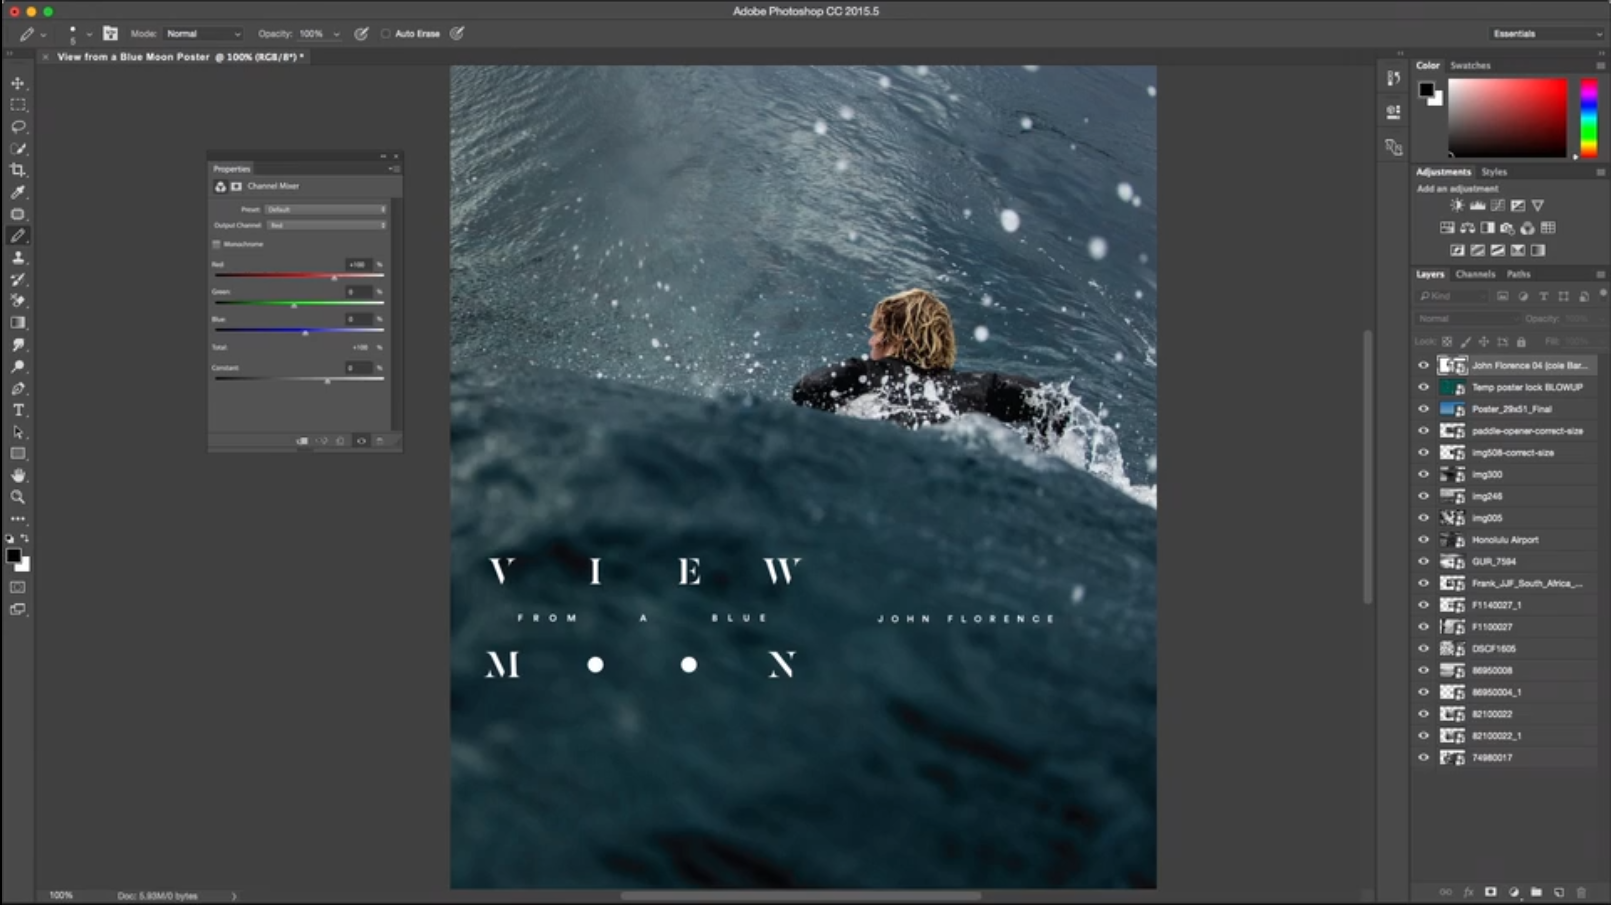 Adobe Photoshop CC 2015.5
5 Mode: Normal Opacity: 100% Auto Erase Essentials
View from a Blue Moon Poster @ 100% (RGB/8*) *
Color Swatches
Properties
Channel Mixer
Preset: Default
Output Channel: Red
Monochrome
Red: +100 %
Green: 0 %
Blue: 0 %
Total: +100 %
Constant: 0 %
VIEW
FROM A BLUE
JOHN FLORENCE
M N
Adjustments Styles
Add an adjustment
Layers Channels Paths
Kind
Normal Opacity: 100%
Lock: Fill: 100%
John Florence 04 (cole Bar...
Temp poster lock BLOWUP
Poster_29x51_Final
paddle-opener-correct-size
img508-correct-size
img300
img246
img005
Honolulu Airport
GUR_7594
Frank_JJF_South_Africa_...
F1140027_1
F1100027
DSCF1605
86950008
86950004_1
82100022
82100022_1
74980017
100% Doc: 5.93M/0 bytes